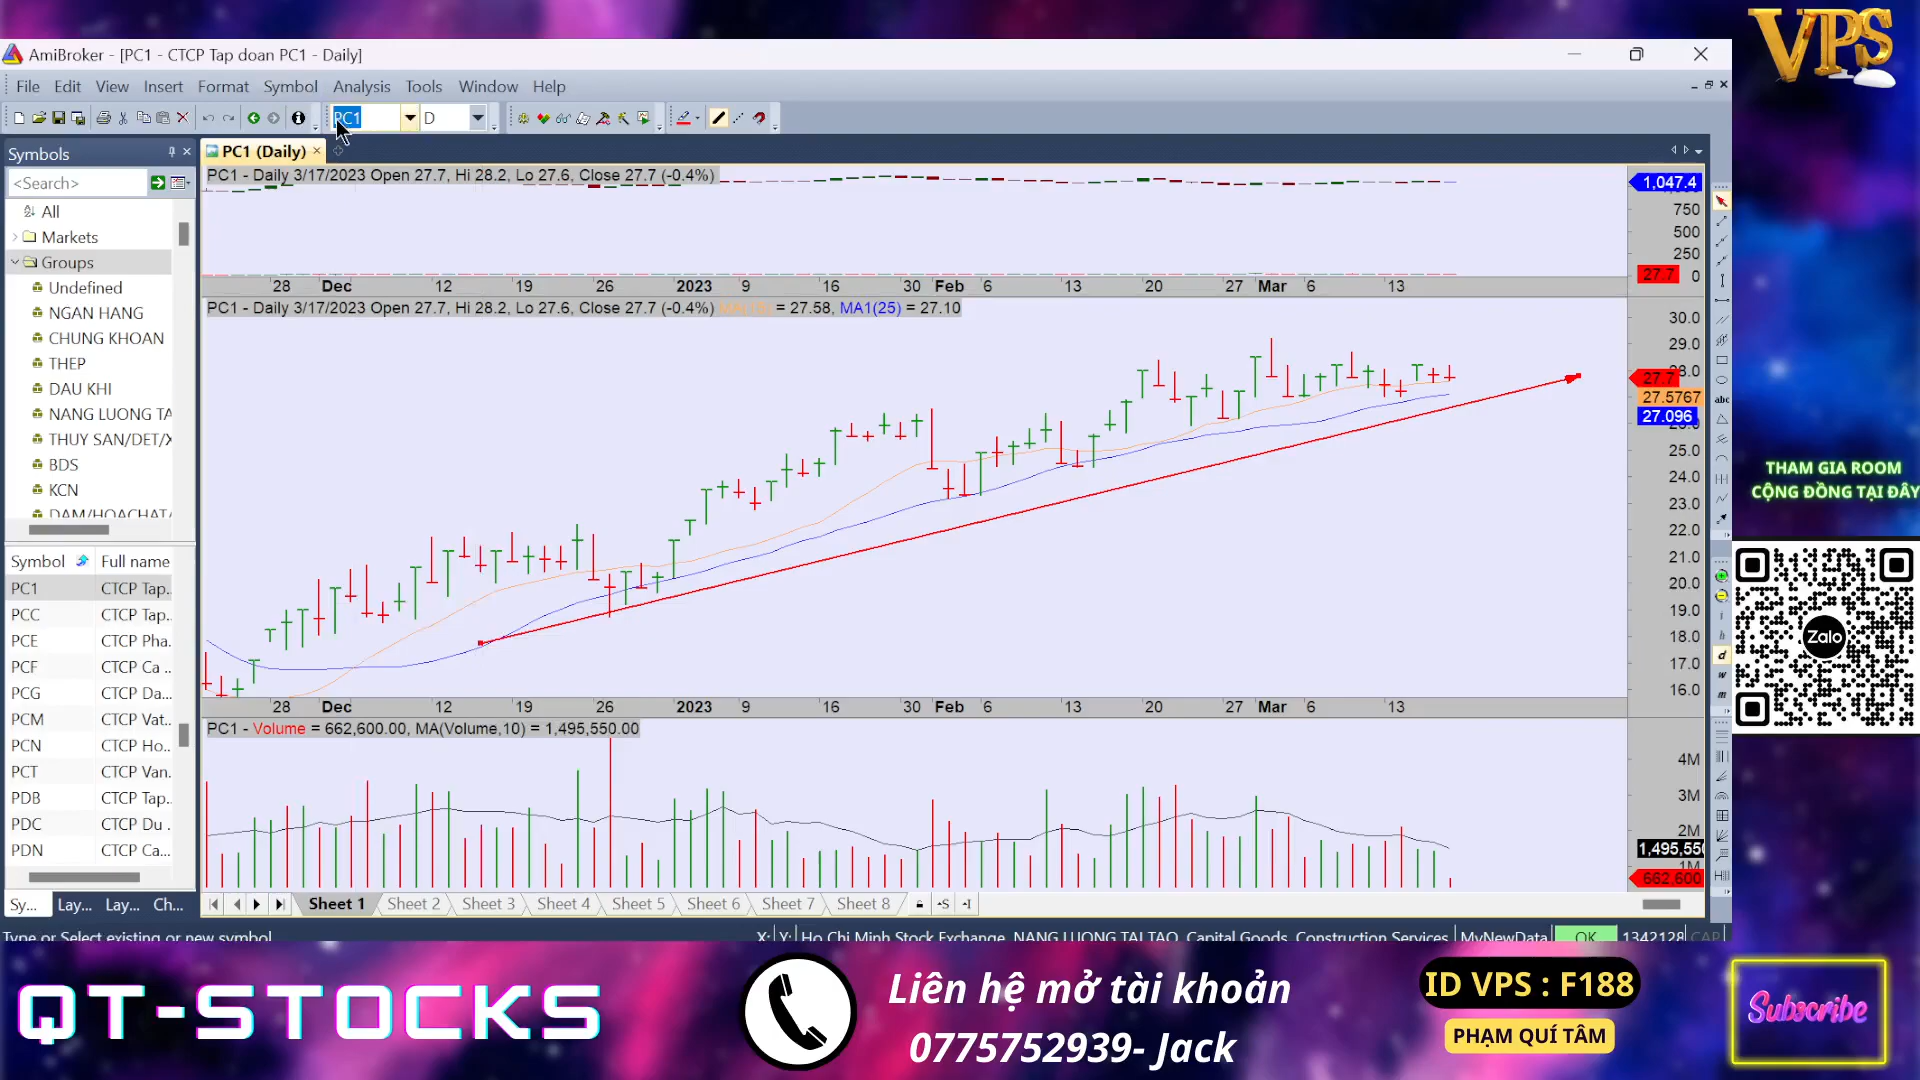 VPS
AmiBroker - [PC1 - CTCP Tap doan PC1 - Daily]
File Edit View Insert Format Symbol Analysis Tools Window Help
PC1 D
Symbols
<Search>
All
Markets
Groups
Undefined
NGAN HANG
CHUNG KHOAN
THEP
DAU KHI
NANG LUONG TA
THUY SAN/DET/X
BDS
KCN
DAM/HOACHAT/
Symbol Full name
PC1 CTCP Tap..
PCC CTCP Tap..
PCE CTCP Pha..
PCF CTCP Ca ..
PCG CTCP Da...
PCM CTCP Vat..
PCN CTCP Ho...
PCT CTCP Van.
PDB CTCP Tap..
PDC CTCP Du .
PDN CTCP Ca...
Sy... Lay... Lay... Ch...
PC1 (Daily)
PC1 - Daily 3/17/2023 Open 27.7, Hi 28.2, Lo 27.6, Close 27.7 (-0.4%)
1,047.4
750
500
250
0
27.7
28 Dec 12 19 26 2023 9 16 30 Feb 6 13 20 27 Mar 6 13
PC1 - Daily 3/17/2023 Open 27.7, Hi 28.2, Lo 27.6, Close 27.7 (-0.4%) = 27.58, MA1(25) = 27.10
30.0
29.0
28.0
27.7
27.5767
27.096
26.0
25.0
24.0
23.0
22.0
21.0
20.0
19.0
18.0
17.0
16.0
28 Dec 12 19 26 2023 9 16 30 Feb 6 13 20 27 Mar 6 13
PC1 - Volume = 662,600.00, MA(Volume,10) = 1,495,550.00
4M
3M
2M
1,495,550
1M
662,600
Sheet 1 Sheet 2 Sheet 3 Sheet 4 Sheet 5 Sheet 6 Sheet 7 Sheet 8
Type or Select existing or new symbol
X: Y: Ho Chi Minh Stock Exchange, NANG LUONG TAI TAO, Capital Goods, Construction Services MyNewData OK 1342128 CAP
abc
h
d
w
m
THAM GIA ROOM
CỘNG ĐỒNG TẠI ĐÂY
Zalo
QT-STOCKS
Liên hệ mở tài khoản
0775752939- Jack
ID VPS : F188
PHẠM QUÍ TÂM
Subscribe